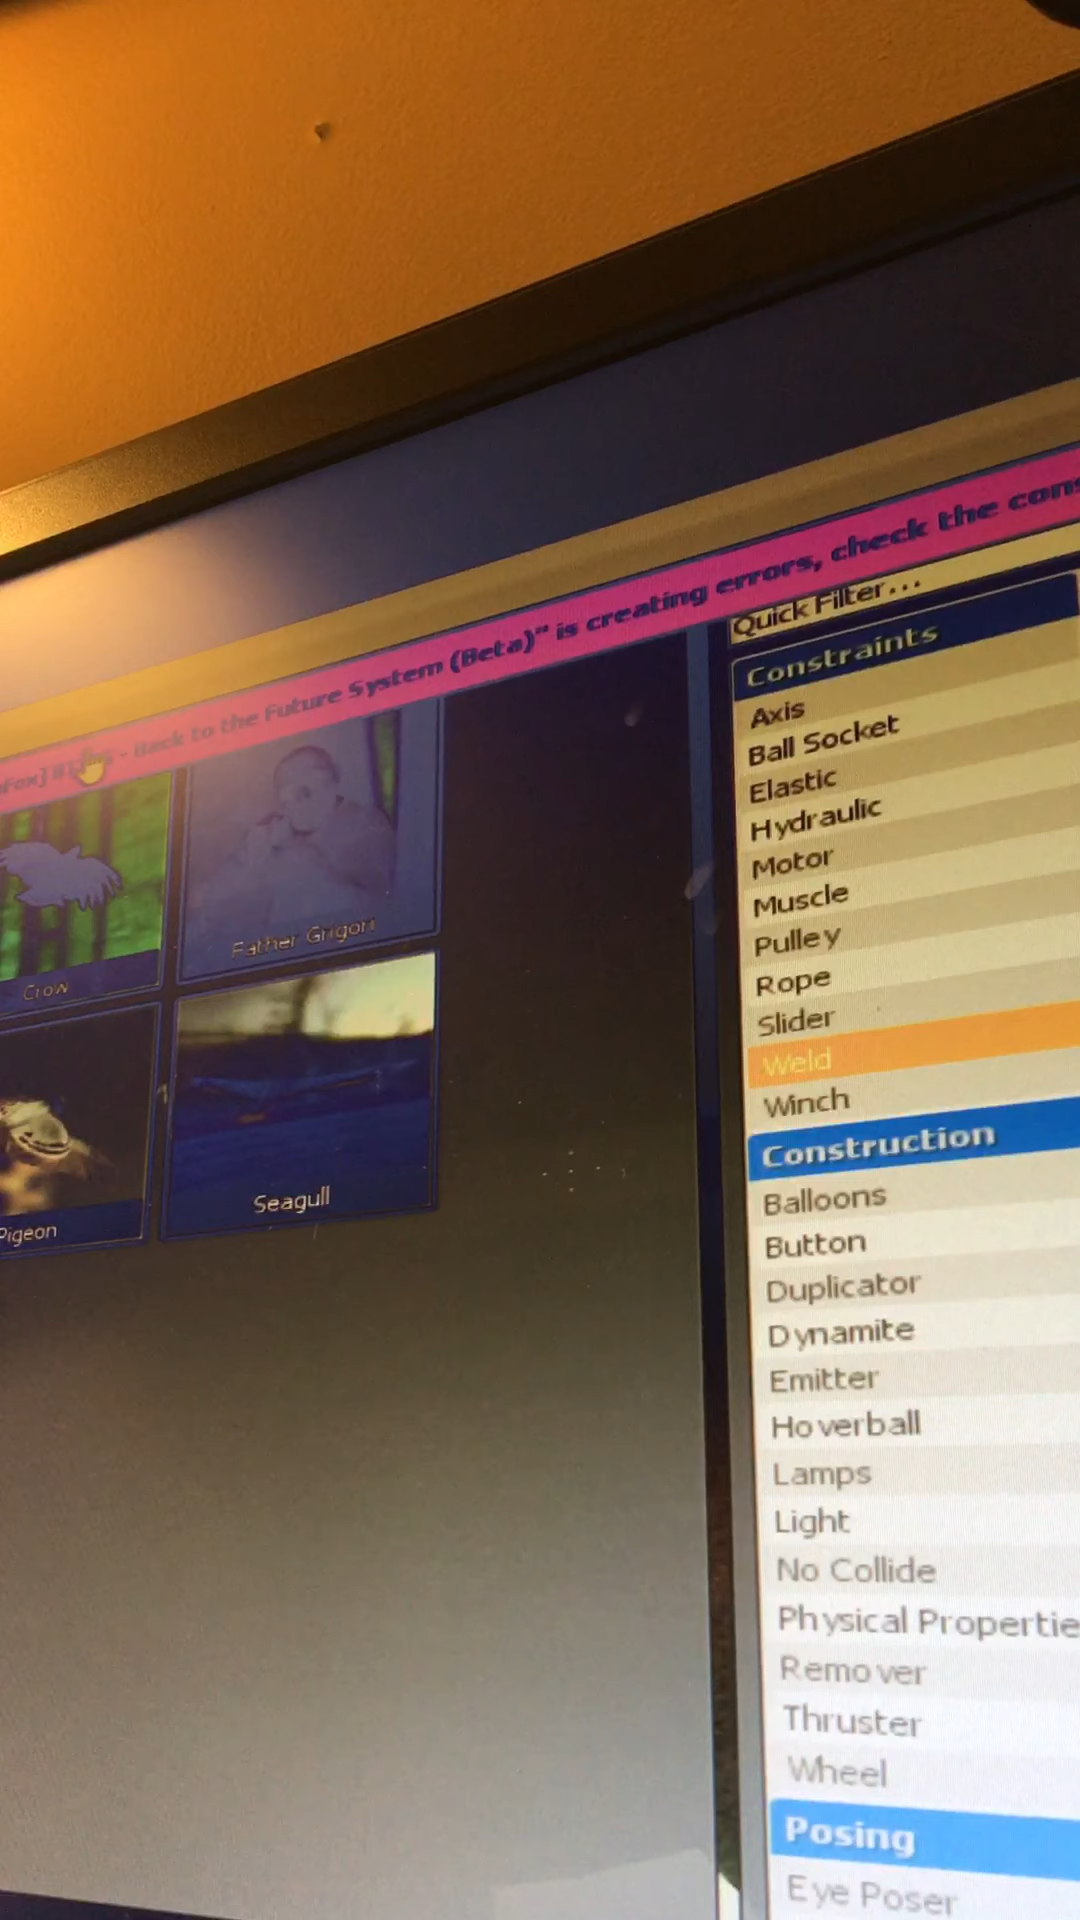 Fox] - Back to the Future System (Beta)" is creating errors, check the cons
Crow
Father Grigori
Pigeon
Seagull
Quick Filter...
Constraints
Axis
Ball Socket
Elastic
Hydraulic
Motor
Muscle
Pulley
Rope
Slider
Weld
Winch
Construction
Balloons
Button
Duplicator
Dynamite
Emitter
Hoverball
Lamps
Light
No Collide
Physical Propertie
Remover
Thruster
Wheel
Posing
Eye Poser